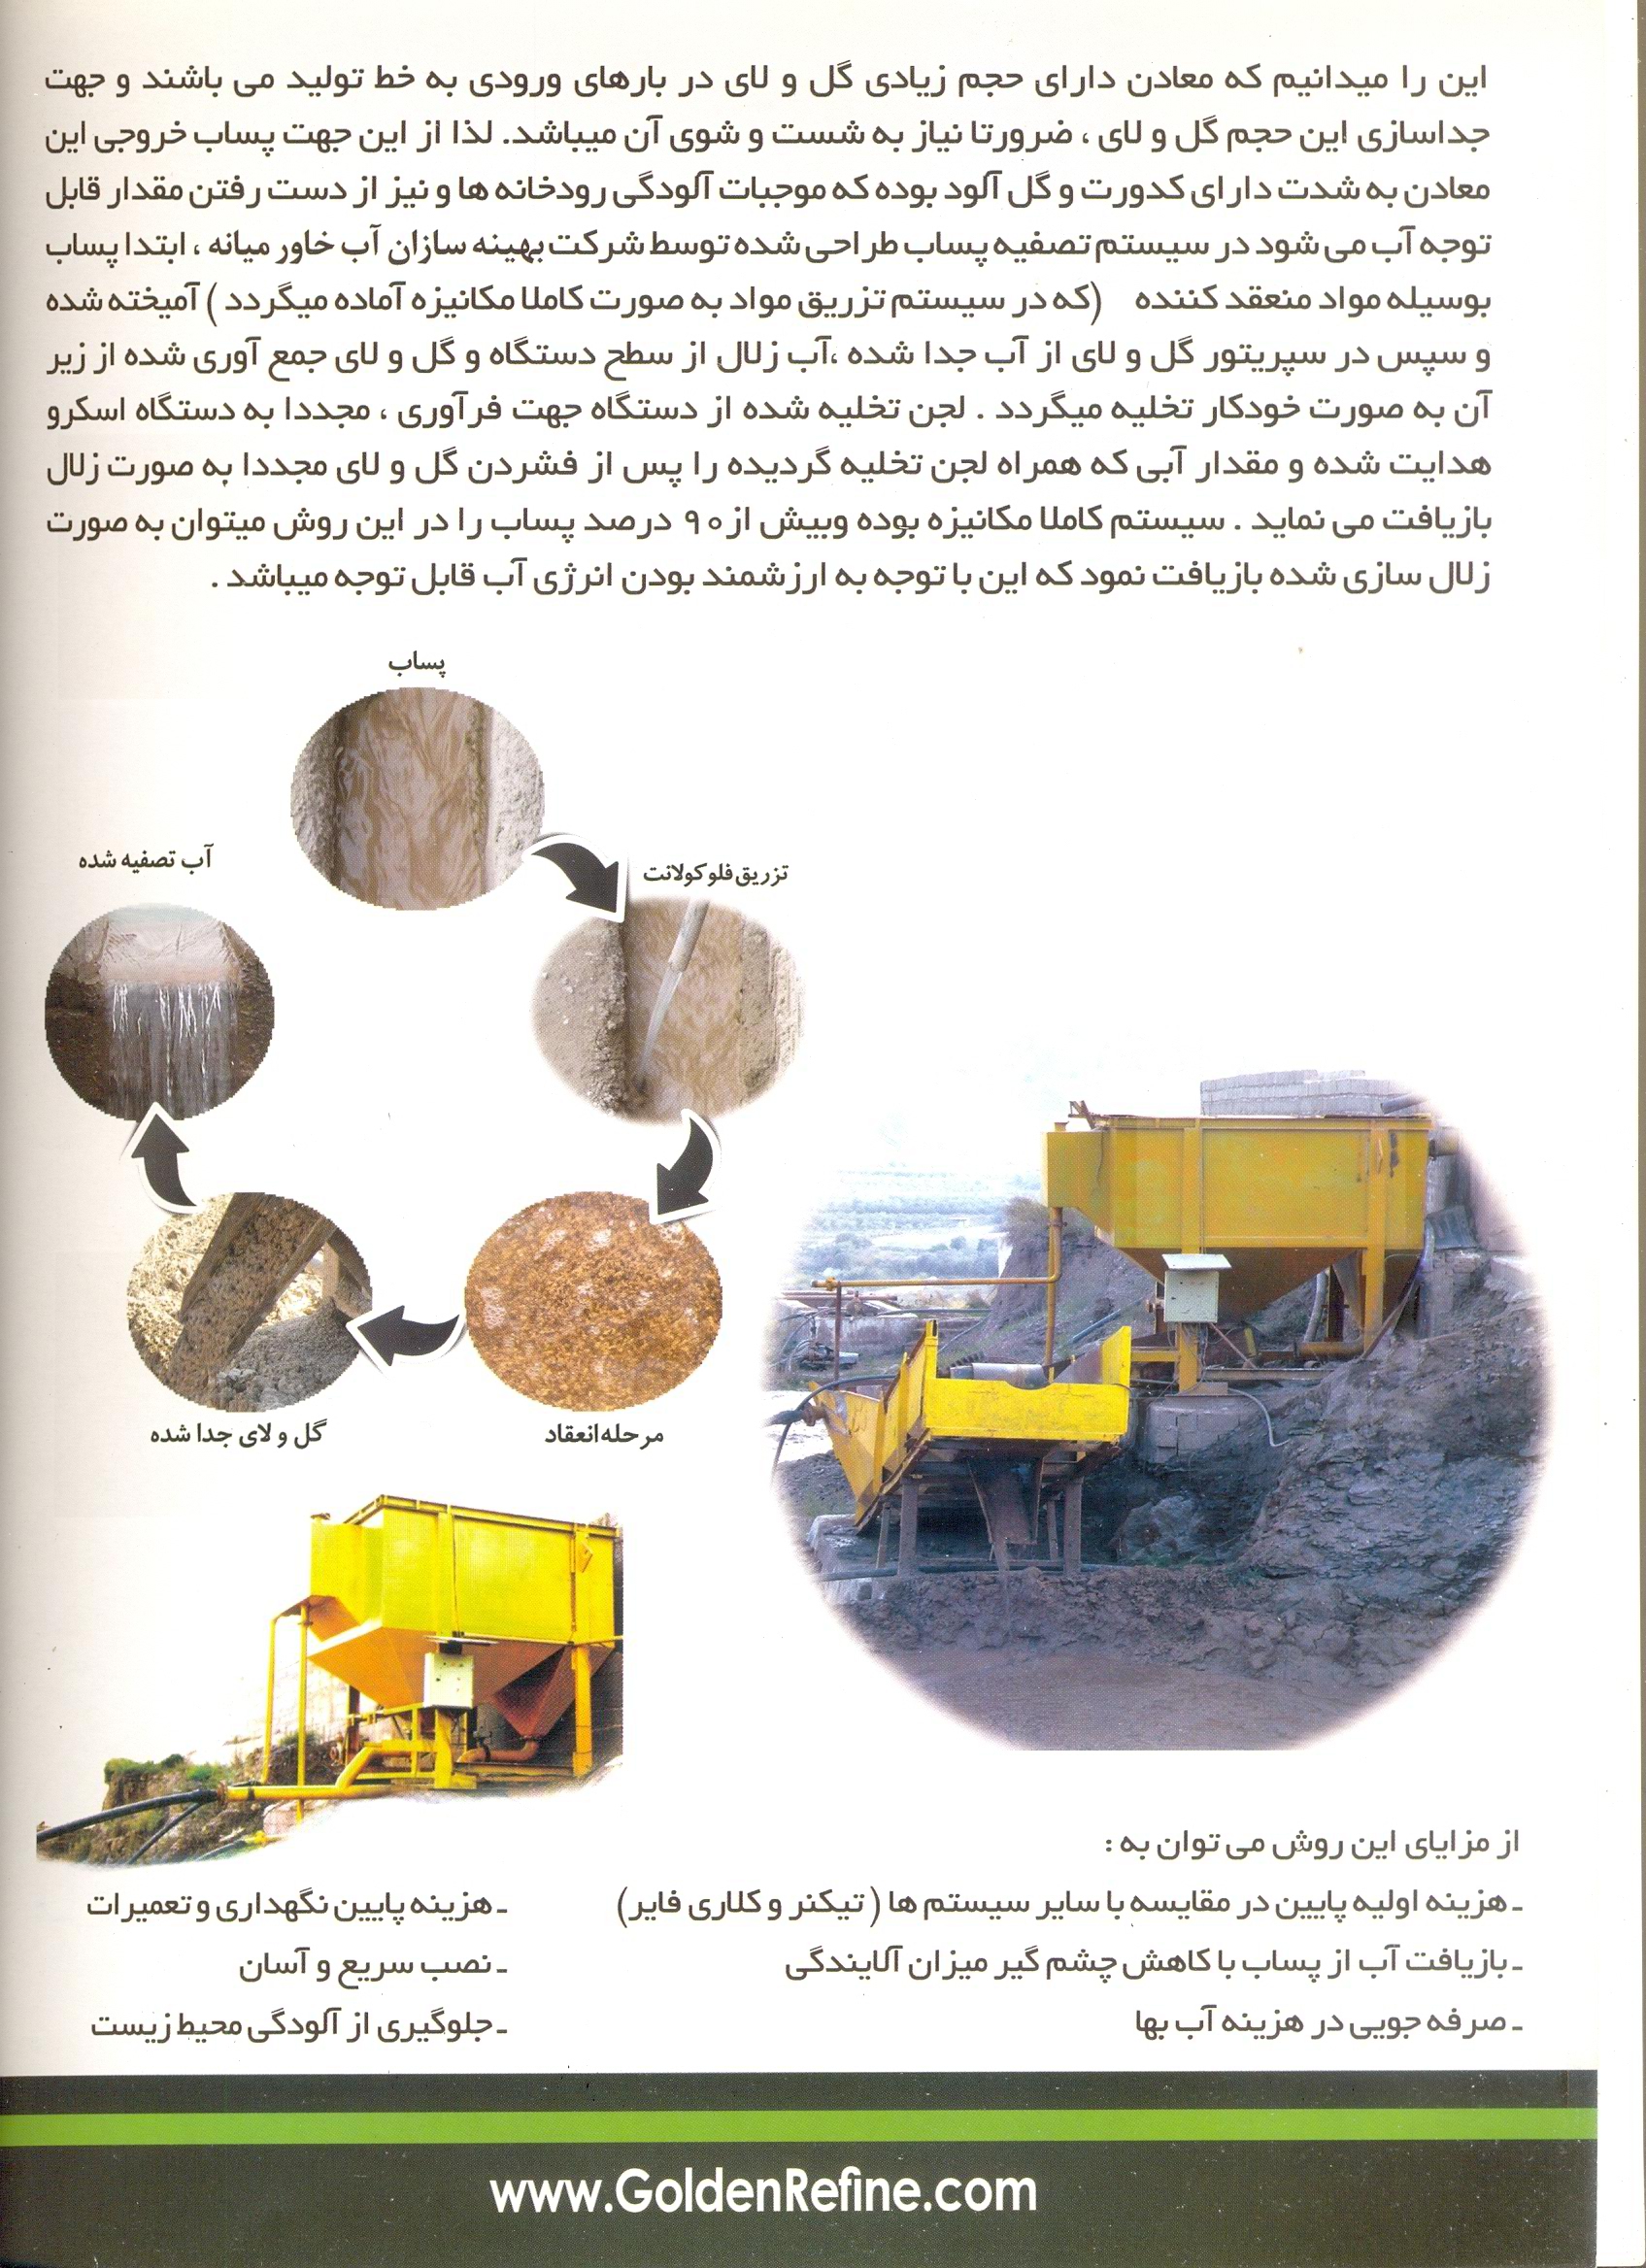 این را میدانیم که معادن دارای حجم زیادی گل و لای در بارهای ورودی به خط تولید می باشند و جهت
جداسازی این حجم گل و لای ، ضرورتا نیاز به شست و شوی آن میباشد. لذا از این جهت پساب خروجی این
معادن به شدت دارای کدورت و گل آلود بوده که موجبات آلودگی رودخانه ها و نیز از دست رفتن مقدار قابل
توجه آب می شود در سیستم تصفیه پساب طراحی شده توسط شرکت بهینه سازان آب خاور میانه ، ابتدا پساب
بوسیله مواد منعقد کننده (که در سیستم تزریق مواد به صورت کاملا مکانیزه آماده میگردد ) آمیخته شده
و سپس در سپریتور گل و لای از آب جدا شده ،آب زلال از سطح دستگاه و گل و لای جمع آوری شده از زیر
آن به صورت خودکار تخلیه میگردد . لجن تخلیه شده از دستگاه جهت فرآوری ، مجددا به دستگاه اسکرو
هدایت شده و مقدار آبی که همراه لجن تخلیه گردیده را پس از فشردن گل و لای مجددا به صورت زلال
بازیافت می نماید . سیستم کاملا مکانیزه بوده وبیش از ۹۰ درصد پساب را در این روش میتوان به صورت
زلال سازی شده بازیافت نمود که این با توجه به ارزشمند بودن انرژی آب قابل توجه میباشد .
پساب
تزریق فلوکولانت
آب تصفیه شده
مرحله انعقاد
گل و لای جدا شده
از مزایای این روش می توان به :
ـ هزینه اولیه پایین در مقایسه با سایر سیستم ها ( تیکنر و کلاری فایر)
ـ بازیافت آب از پساب با کاهش چشم گیر میزان آلایندگی
ـ صرفه جویی در هزینه آب بها
ـ هزینه پایین نگهداری و تعمیرات
ـ نصب سریع و آسان
ـ جلوگیری از آلودگی محیط زیست
www.GoldenRefine.com